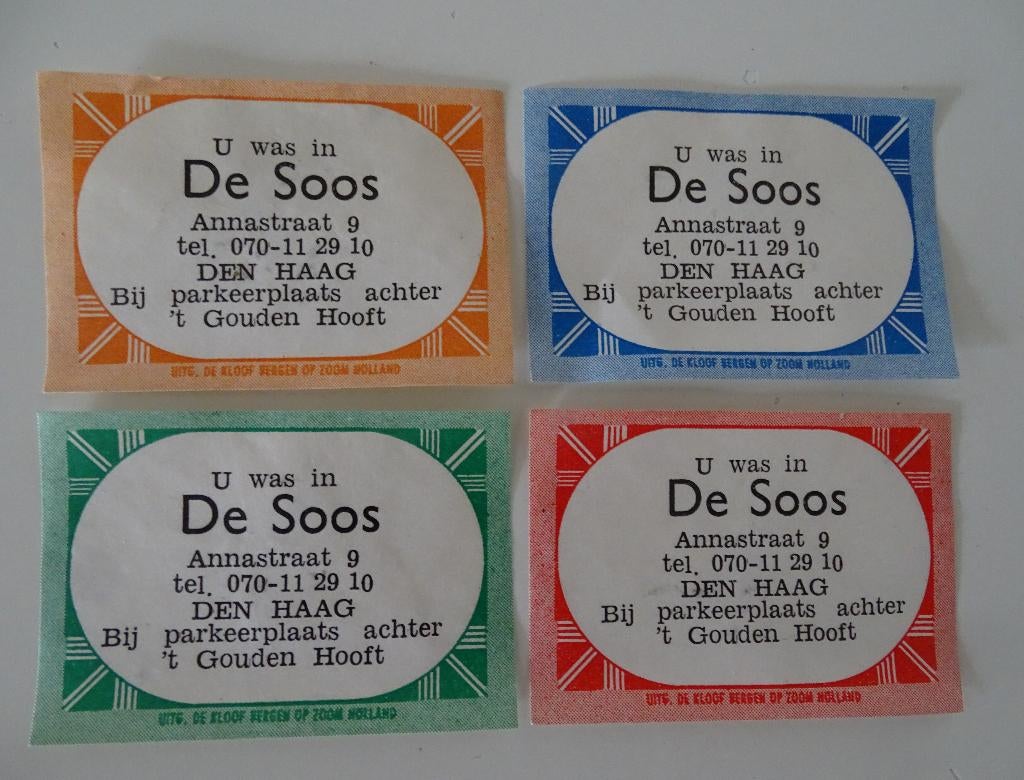 U was in
De Soos
Annastraat 9
tel. 070-11 29 10
DEN HAAG
Bij parkeerplaats achter
't Gouden Hooft
UITG. DE KLOOF BERGEN OP ZOOM HOLLAND
U was in
De Soos
Annastraat 9
tel. 070-11 29 10
DEN HAAG
Bij parkeerplaats achter
't Gouden Hooft
UITG. DE KLOOF BERGEN OP ZOOM HOLLAND
U was in
De Soos
Annastraat 9
tel. 070-11 29 10
DEN HAAG
Bij parkeerplaats achter
't Gouden Hooft
UITG. DE KLOOF BERGEN OP ZOOM HOLLAND
U was in
De Soos
Annastraat 9
tel. 070-11 29 10
DEN HAAG
Bij parkeerplaats achter
't Gouden Hooft
UITG. DE KLOOF BERGEN OP ZOOM HOLLAND